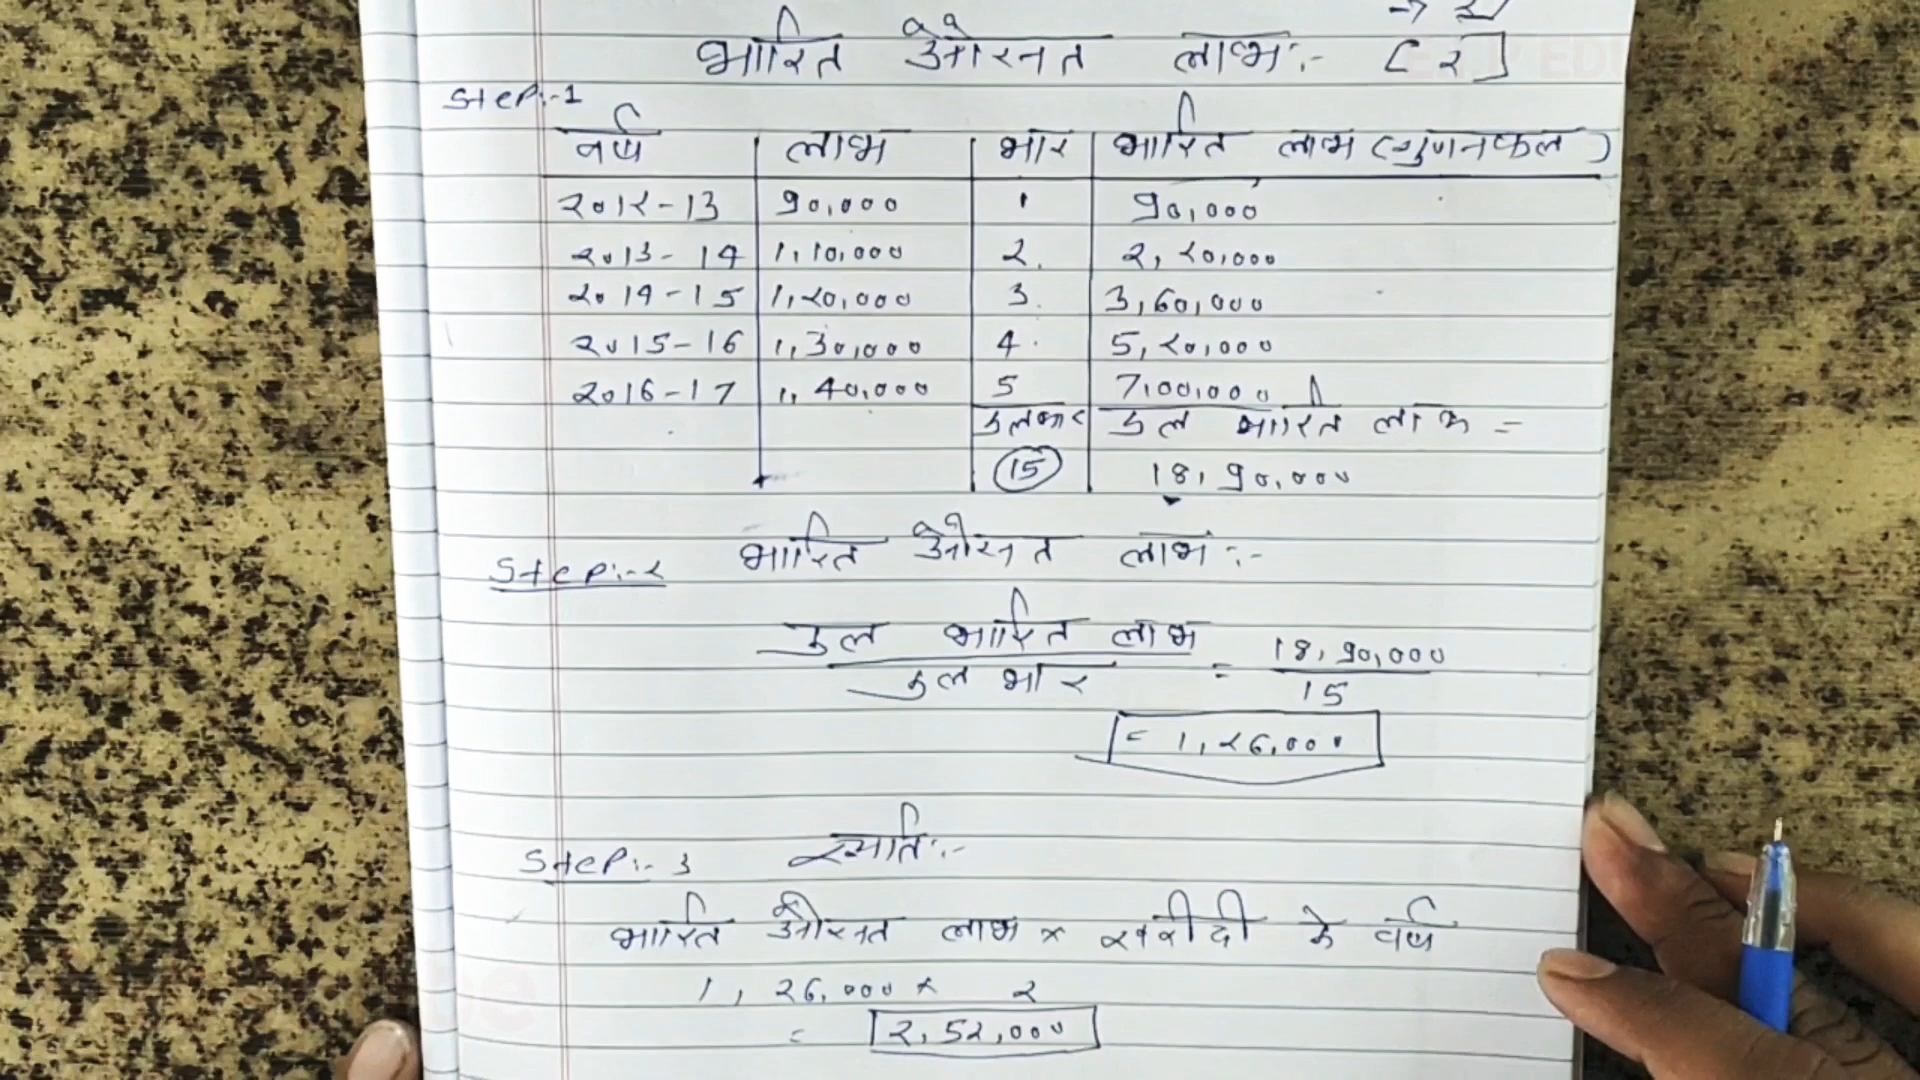 → 2]
भारित औसत लाभ :- [2]
Step:-1
वर्ष लाभ भार भारित लाभ (गुणनफल)
2012-13 90,000 1 90,000
2013-14 1,10,000 2. 2,20,000
2014-15 1,20,000 3. 3,60,000
2015-16 1,30,000 4. 5,20,000
2016-17 1,40,000 5 7,00,000
कुल भार कुल भारित लाभ =
15 18,90,000
Step:-2 भारित औसत लाभ :-
कुल भारित लाभ = 18,90,000
कुल भार 15
= 1,26,000
Step:-3 ख्याति :-
भारित औसत लाभ × खरीदी के वर्ष
1,26,000 × 2
= 2,52,000